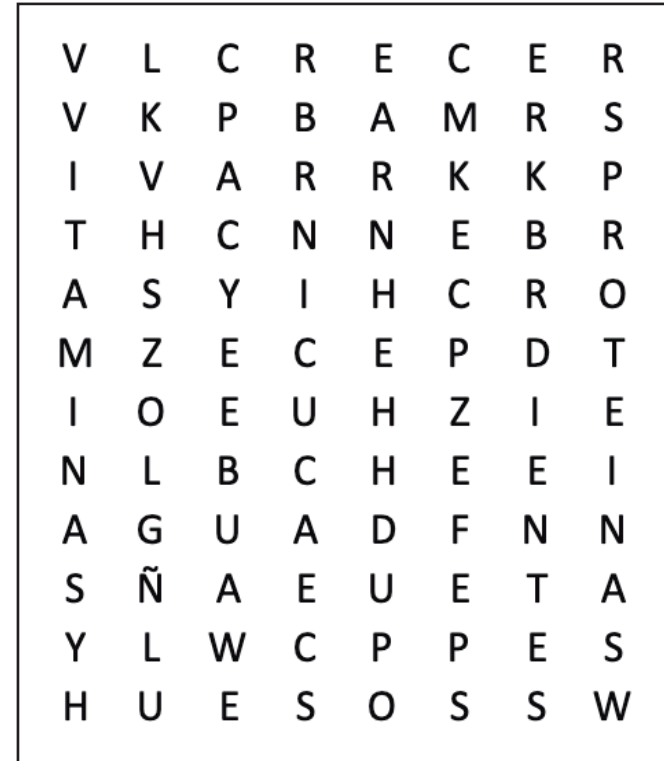 V L C R E C E R
V K P B A M R S
I V A R R K K P
T H C N N E B R
A S Y I H C R O
M Z E C E P D T
I O E U H Z I E
N L B C H E E I
A G U A D F N N
S Ñ A E U E T A
Y L W C P P E S
H U E S O S S W